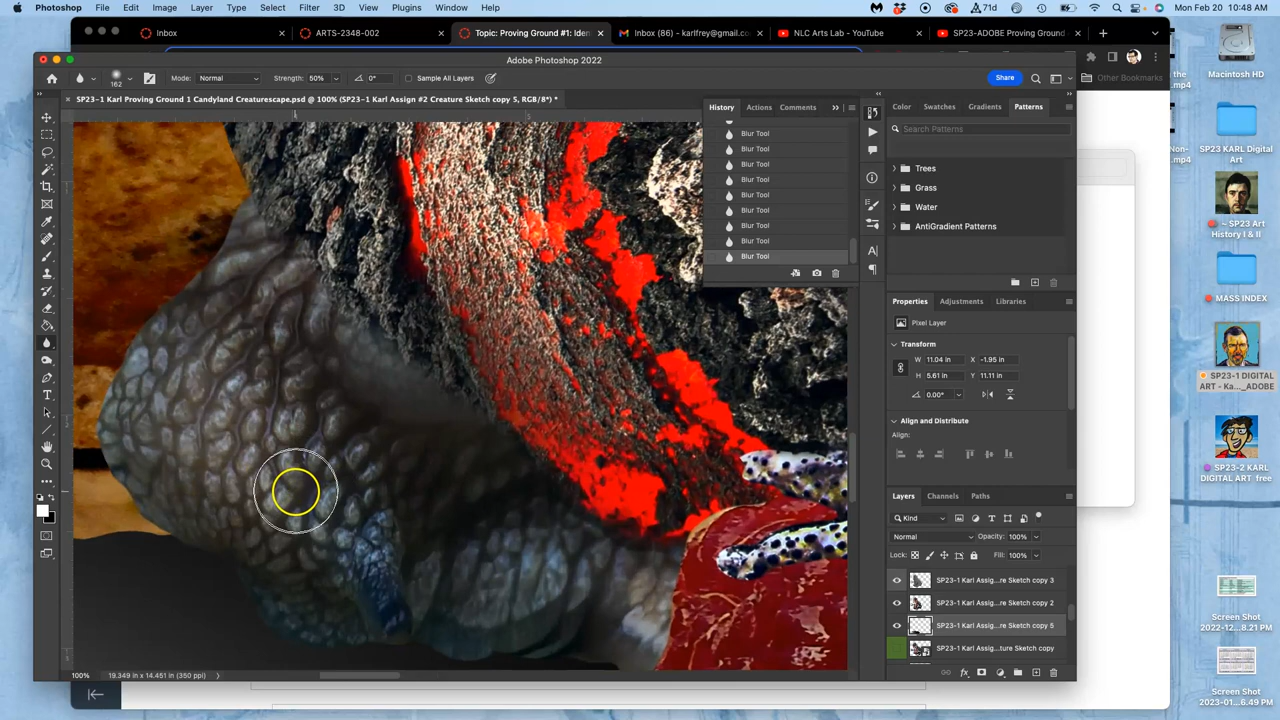 Photoshop File Edit Image Layer Type Select Filter 3D View Plugins Window Help
71d
Mon Feb 20 10:48 AM
Inbox
ARTS-2348-002
Topic: Proving Ground #1: Iden
Inbox (86) - karlfrey@gmail.co
NLC Arts Lab - YouTube
SP23-ADOBE Proving Ground
Adobe Photoshop 2022
162
Mode: Normal
Strength: 50%
0°
Sample All Layers
Share
Other Bookmarks
SP23-1 Karl Proving Ground 1 Candyland Creaturescape.psd @ 100% (SP23-1 Karl Assign #2 Creature Sketch copy 5, RGB/8*) *
History Actions Comments
Color Swatches Gradients Patterns
Blur Tool
Blur Tool
Blur Tool
Blur Tool
Blur Tool
Blur Tool
Blur Tool
Blur Tool
Blur Tool
Search Patterns
Trees
Grass
Water
AntiGradient Patterns
Properties Adjustments Libraries
Pixel Layer
Transform
W 11.04 in X -1.95 in
H 5.61 in Y 11.11 in
0.00°
Align and Distribute
Align:
Layers Channels Paths
Kind
Normal Opacity: 100%
Lock: Fill: 100%
SP23-1 Karl Assig...re Sketch copy 3
SP23-1 Karl Assig...re Sketch copy 2
SP23-1 Karl Assig...re Sketch copy 5
SP23-1 Karl Assig...ture Sketch copy
100% 19.349 in x 14.451 in (350 ppi)
Macintosh HD
SP23 KARL Digital
Art
~ SP23 Art
History I & II
MASS INDEX
SP23-1 DIGITAL
ART - Ka..._ADOBE
SP23-2 KARL
DIGITAL ART free
Screen Shot
2022-12...8.21 PM
Screen Shot
2023-01...6.49 PM